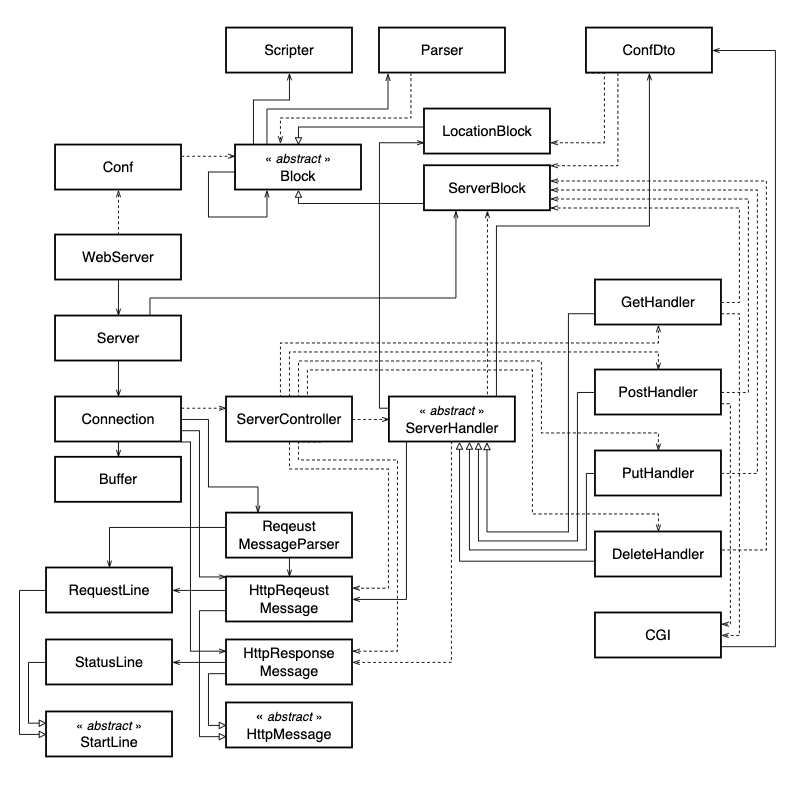 Scripter
Parser
ConfDto
LocationBlock
Conf
« abstract »
Block
ServerBlock
WebServer
GetHandler
Server
PostHandler
Connection
ServerController
« abstract »
ServerHandler
Buffer
PutHandler
Reqeust
MessageParser
DeleteHandler
RequestLine
HttpReqeust
Message
CGI
StatusLine
HttpResponse
Message
« abstract »
StartLine
« abstract »
HttpMessage